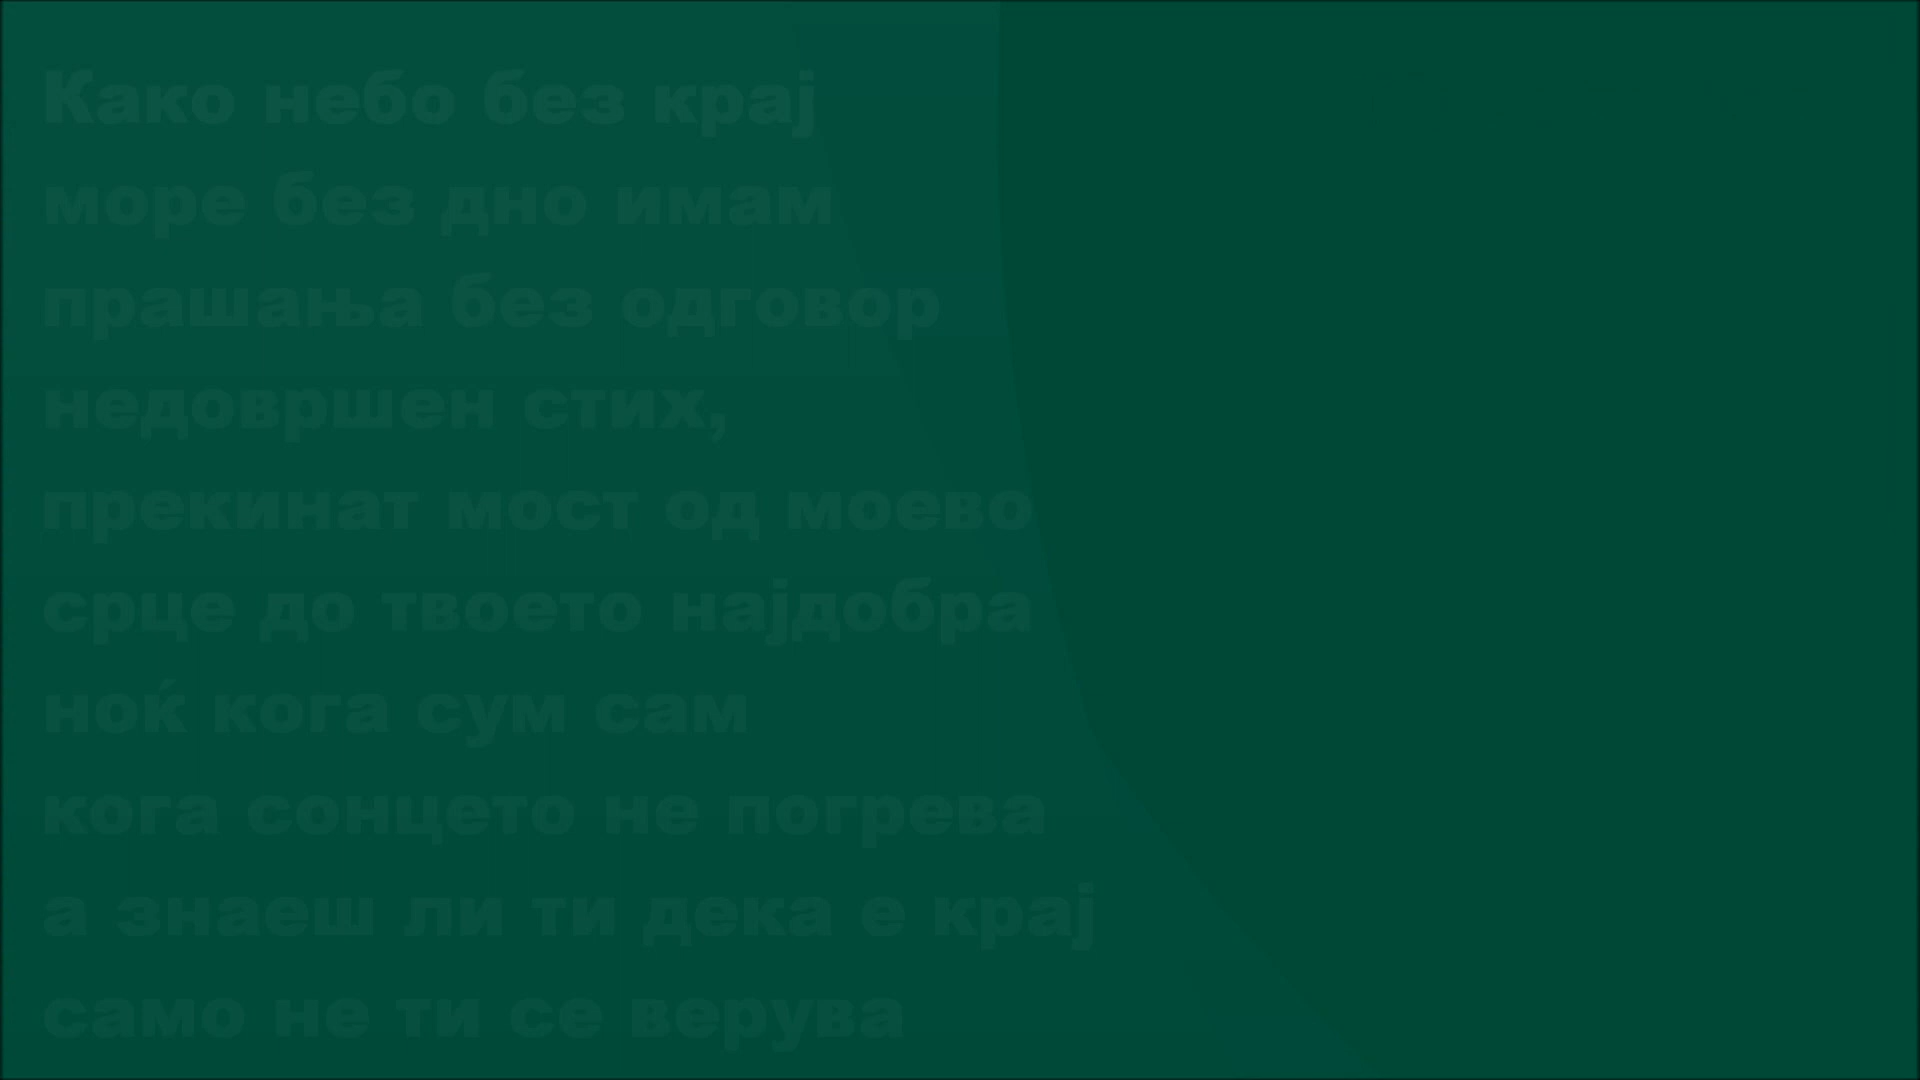 Како небо без крај
море без дно имам
прашања без одговор
недовршен стих,
прекинат мост од моево
срце до твоето најдобра
ноќ кога сум сам
кога сонцето не погрева
а знаеш ли ти дека е крај
само не ти се верува